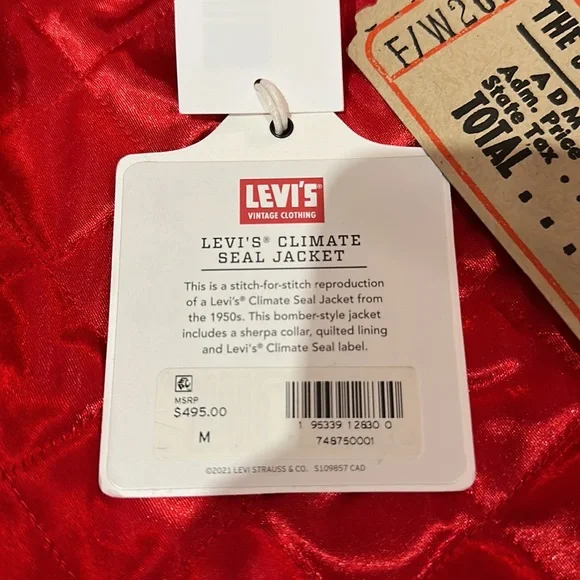 LEVI'S®
VINTAGE CLOTHING
LEVI'S® CLIMATE
SEAL JACKET
This is a stitch-for-stitch reproduction
of a Levi's® Climate Seal Jacket from
the 1950s. This bomber-style jacket
includes a sherpa collar, quilted lining
and Levi's® Climate Seal label.
MSRP
$495.00
M
1 95339 12830 0
748750001
©2021 LEVI STRAUSS & CO. S109857 CAD
F/W
THE
ADM
Adm. Price
State Tax
TOTAL